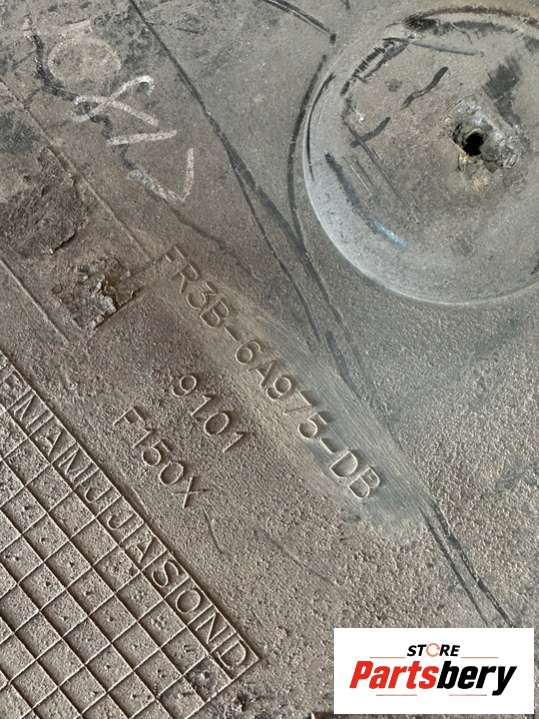 FR3B-6A975-DB
9101
F150X
FMAMJJASOND
STORE
Partsbery